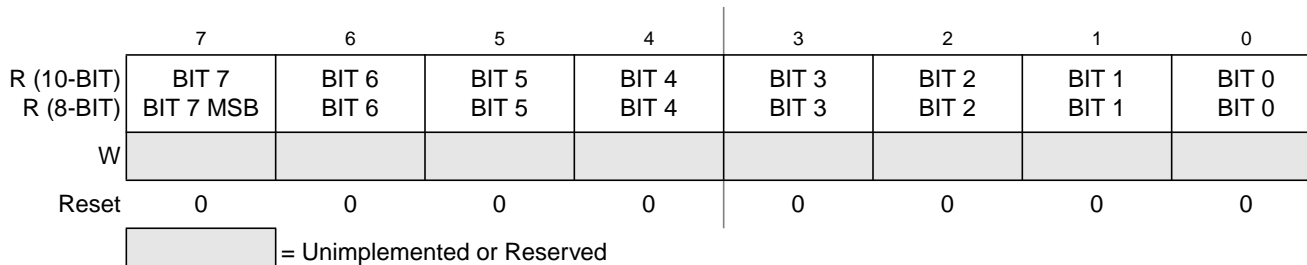 7 6 5 4 3 2 1 0
R (10-BIT) BIT 7 BIT 6 BIT 5 BIT 4 BIT 3 BIT 2 BIT 1 BIT 0
R (8-BIT) BIT 7 MSB BIT 6 BIT 5 BIT 4 BIT 3 BIT 2 BIT 1 BIT 0
W
Reset 0 0 0 0 0 0 0 0
= Unimplemented or Reserved